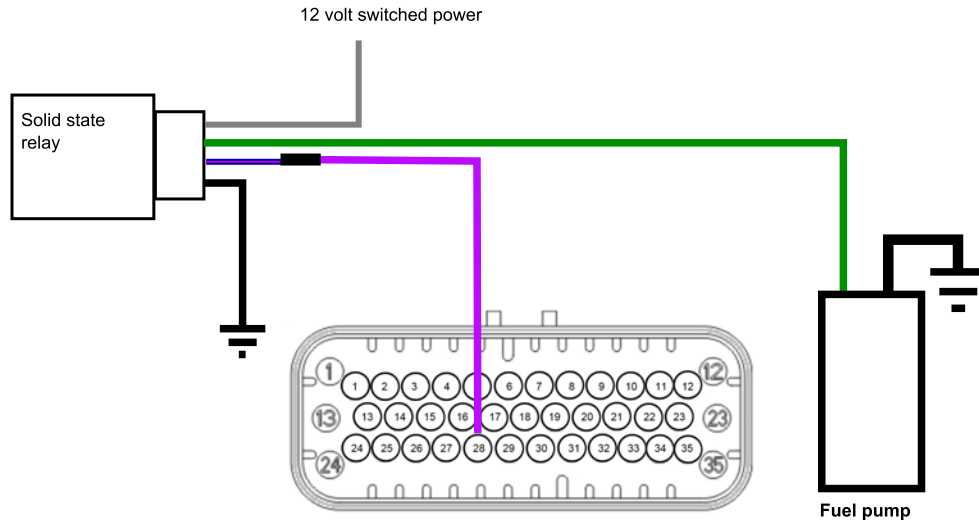 12 volt switched power
Solid state
relay
1 12
1 2 3 4 6 7 8 9 10 11 12
13 23
13 14 15 16 17 18 19 20 21 22 23
24 25 26 27 28 29 30 31 32 33 34 35
24 35
Fuel pump